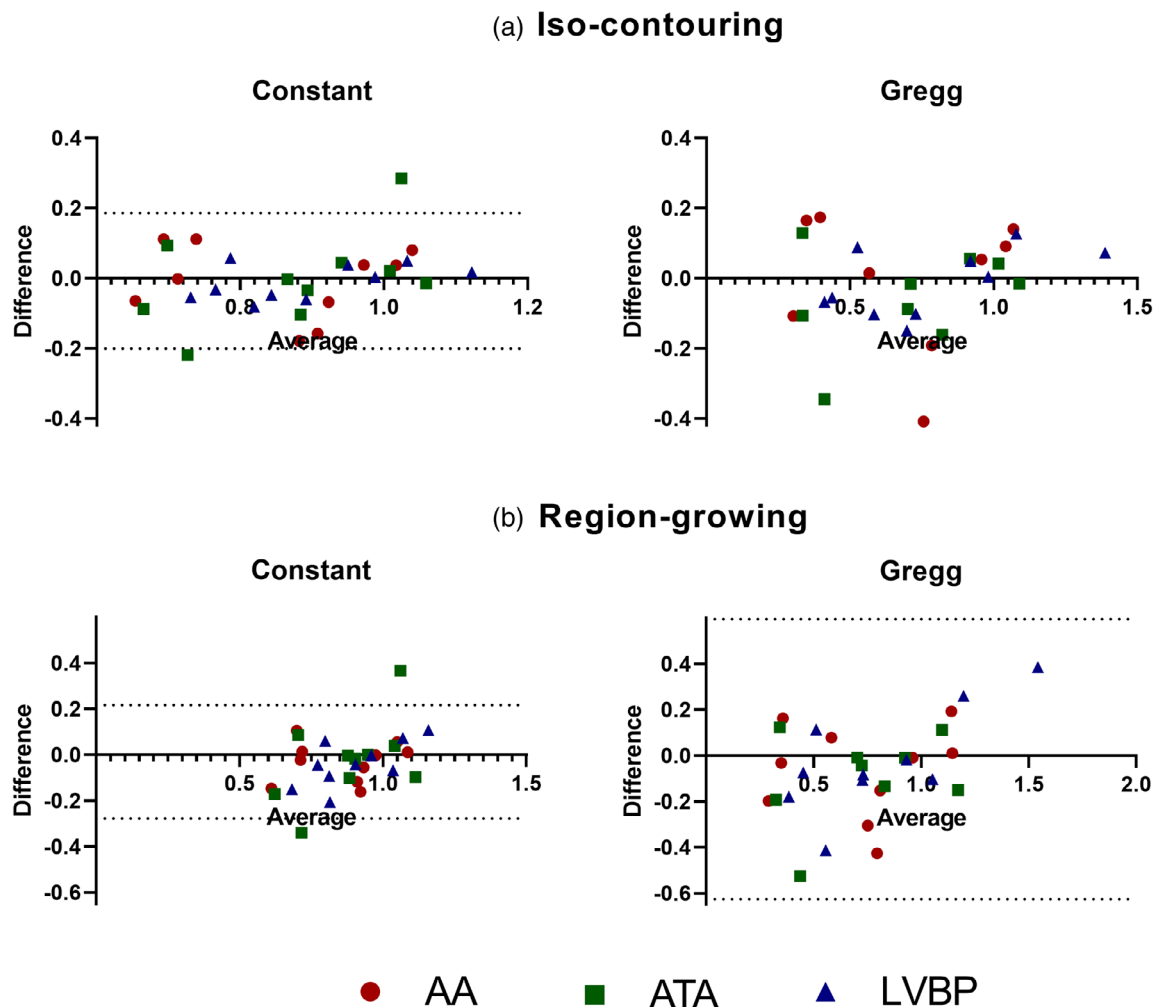 (a) Iso-contouring
Constant
Gregg
0.4
0.2
0.0
-0.2
-0.4
Difference
0.8
1.0
1.2
Average
0.4
0.2
0.0
-0.2
-0.4
Difference
0.5
1.0
1.5
Average
(b) Region-growing
Constant
Gregg
0.4
0.2
0.0
-0.2
-0.4
-0.6
Difference
0.5
1.0
1.5
Average
0.4
0.2
0.0
-0.2
-0.4
-0.6
Difference
0.5
1.0
1.5
2.0
Average
AA ATA LVBP